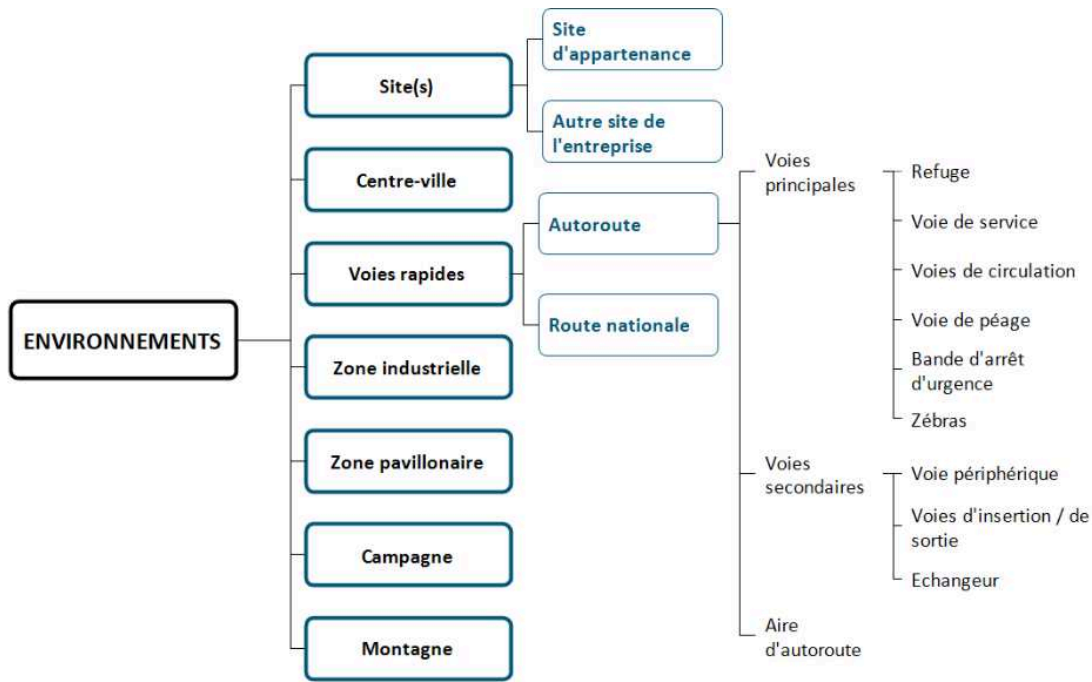 ENVIRONNEMENTS
Site(s)
Site
d'appartenance
Autre site de
l'entreprise
Centre-ville
Voies rapides
Autoroute
Voies
principales
Refuge
Voie de service
Voies de circulation
Voie de péage
Bande d'arrêt
d'urgence
Zébras
Voies
secondaires
Voie périphérique
Voies d'insertion / de
sortie
Echangeur
Aire
d'autoroute
Route nationale
Zone industrielle
Zone pavillonaire
Campagne
Montagne